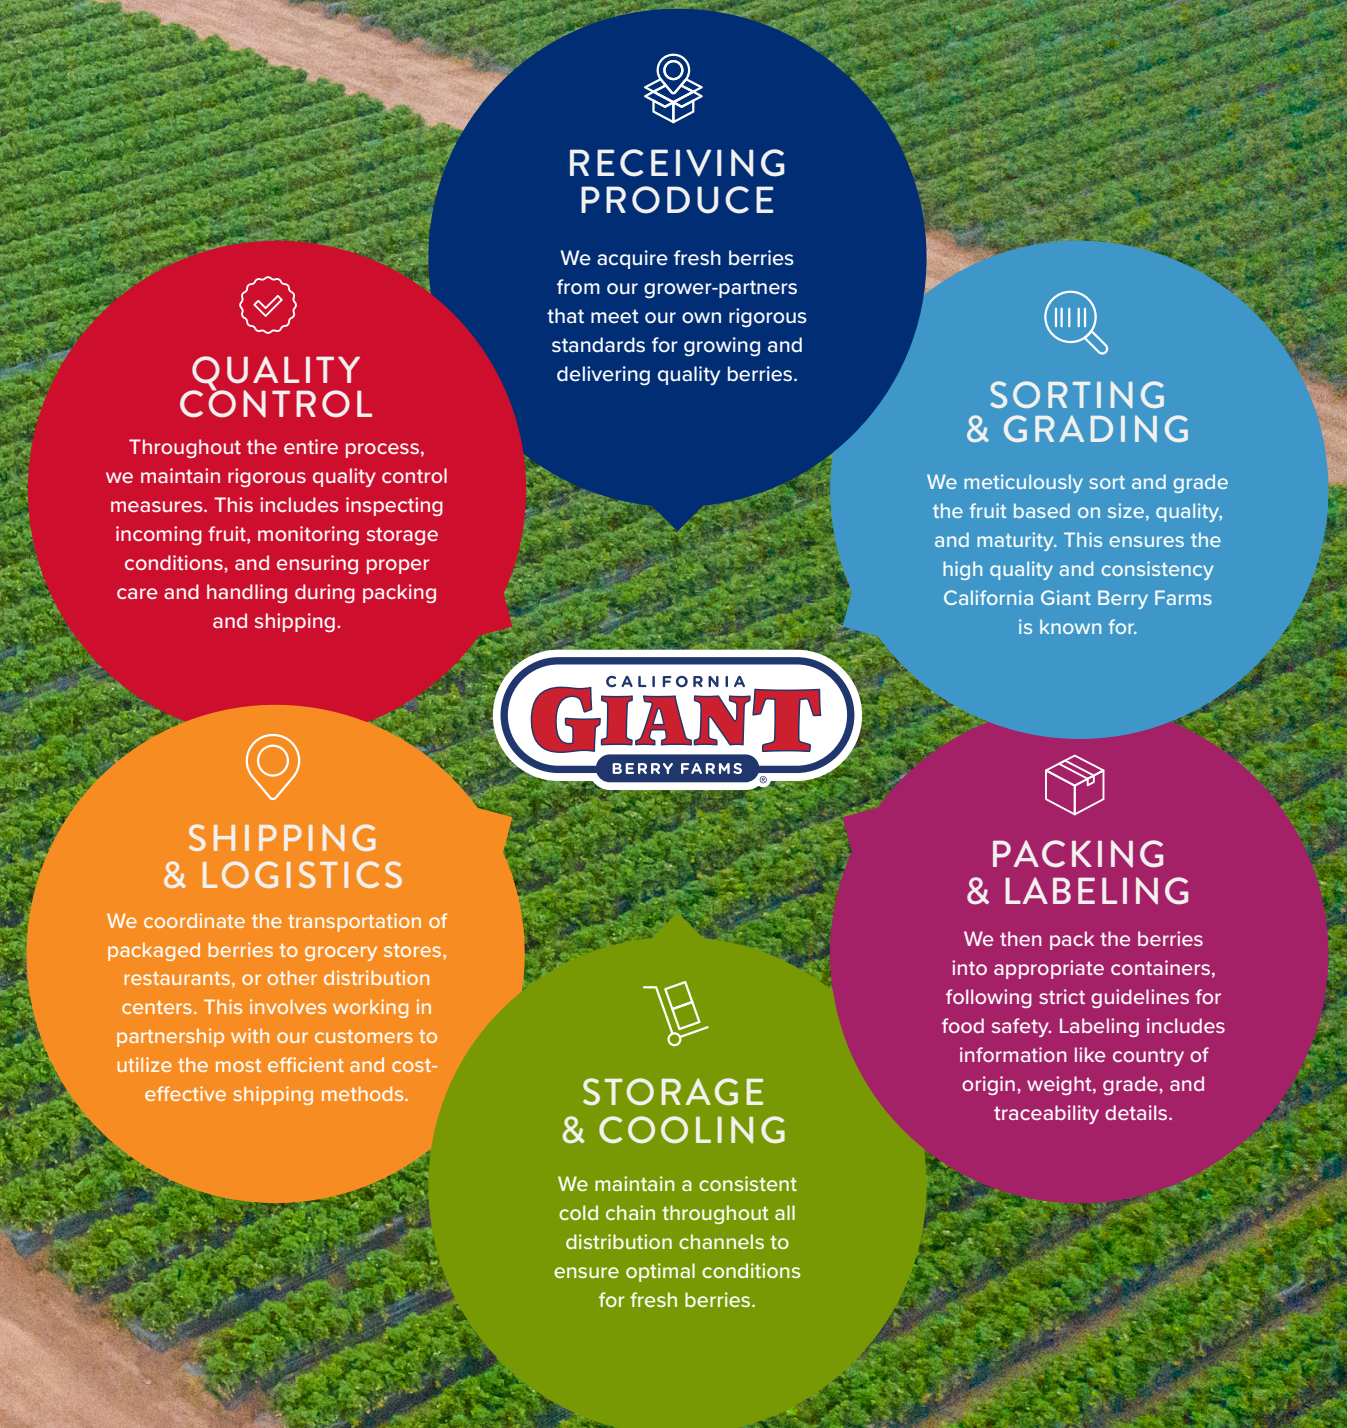 RECEIVING
PRODUCE
We acquire fresh berries
from our grower-partners
that meet our own rigorous
standards for growing and
delivering quality berries.
SORTING
& GRADING
We meticulously sort and grade
the fruit based on size, quality,
and maturity. This ensures the
high quality and consistency
California Giant Berry Farms
is known for.
PACKING
& LABELING
We then pack the berries
into appropriate containers,
following strict guidelines for
food safety. Labeling includes
information like country of
origin, weight, grade, and
traceability details.
STORAGE
& COOLING
We maintain a consistent
cold chain throughout all
distribution channels to
ensure optimal conditions
for fresh berries.
SHIPPING
& LOGISTICS
We coordinate the transportation of
packaged berries to grocery stores,
restaurants, or other distribution
centers. This involves working in
partnership with our customers to
utilize the most efficient and cost-
effective shipping methods.
QUALITY
CONTROL
Throughout the entire process,
we maintain rigorous quality control
measures. This includes inspecting
incoming fruit, monitoring storage
conditions, and ensuring proper
care and handling during packing
and shipping.
CALIFORNIA
GIANT
BERRY FARMS
®